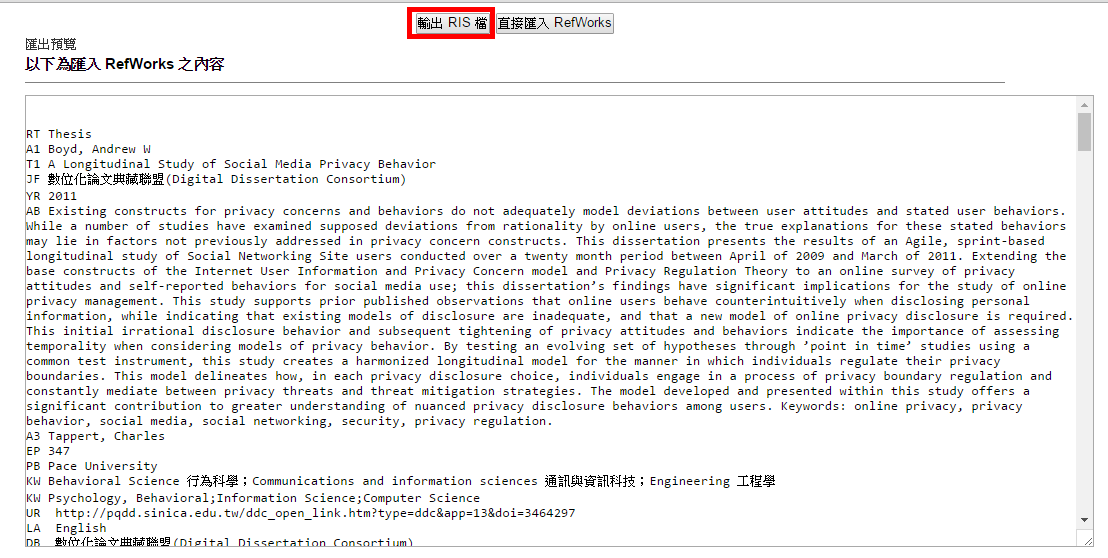 輸出 RIS 檔 直接匯入 RefWorks
匯出預覽
以下為匯入 RefWorks 之內容
RT Thesis
A1 Boyd, Andrew W
T1 A Longitudinal Study of Social Media Privacy Behavior
JF 數位化論文典藏聯盟(Digital Dissertation Consortium)
YR 2011
AB Existing constructs for privacy concerns and behaviors do not adequately model deviations between user attitudes and stated user behaviors.
While a number of studies have examined supposed deviations from rationality by online users, the true explanations for these stated behaviors
may lie in factors not previously addressed in privacy concern constructs. This dissertation presents the results of an Agile, sprint-based
longitudinal study of Social Networking Site users conducted over a twenty month period between April of 2009 and March of 2011. Extending the
base constructs of the Internet User Information and Privacy Concern model and Privacy Regulation Theory to an online survey of privacy
attitudes and self-reported behaviors for social media use; this dissertation’s findings have significant implications for the study of online
privacy management. This study supports prior published observations that online users behave counterintuitively when disclosing personal
information, while indicating that existing models of disclosure are inadequate, and that a new model of online privacy disclosure is required.
This initial irrational disclosure behavior and subsequent tightening of privacy attitudes and behaviors indicate the importance of assessing
temporality when considering models of privacy behavior. By testing an evolving set of hypotheses through ’point in time’ studies using a
common test instrument, this study creates a harmonized longitudinal model for the manner in which individuals regulate their privacy
boundaries. This model delineates how, in each privacy disclosure choice, individuals engage in a process of privacy boundary regulation and
constantly mediate between privacy threats and threat mitigation strategies. The model developed and presented within this study offers a
significant contribution to greater understanding of nuanced privacy disclosure behaviors among users. Keywords: online privacy, privacy
behavior, social media, social networking, security, privacy regulation.
A3 Tappert, Charles
EP 347
PB Pace University
KW Behavioral Science 行為科學；Communications and information sciences 通訊與資訊科技；Engineering 工程學
KW Psychology, Behavioral;Information Science;Computer Science
UR  http://pqdd.sinica.edu.tw/ddc_open_link.htm?type=ddc&app=13&doi=3464297
LA  English
DB  數位化論文典藏聯盟(Digital Dissertation Consortium)